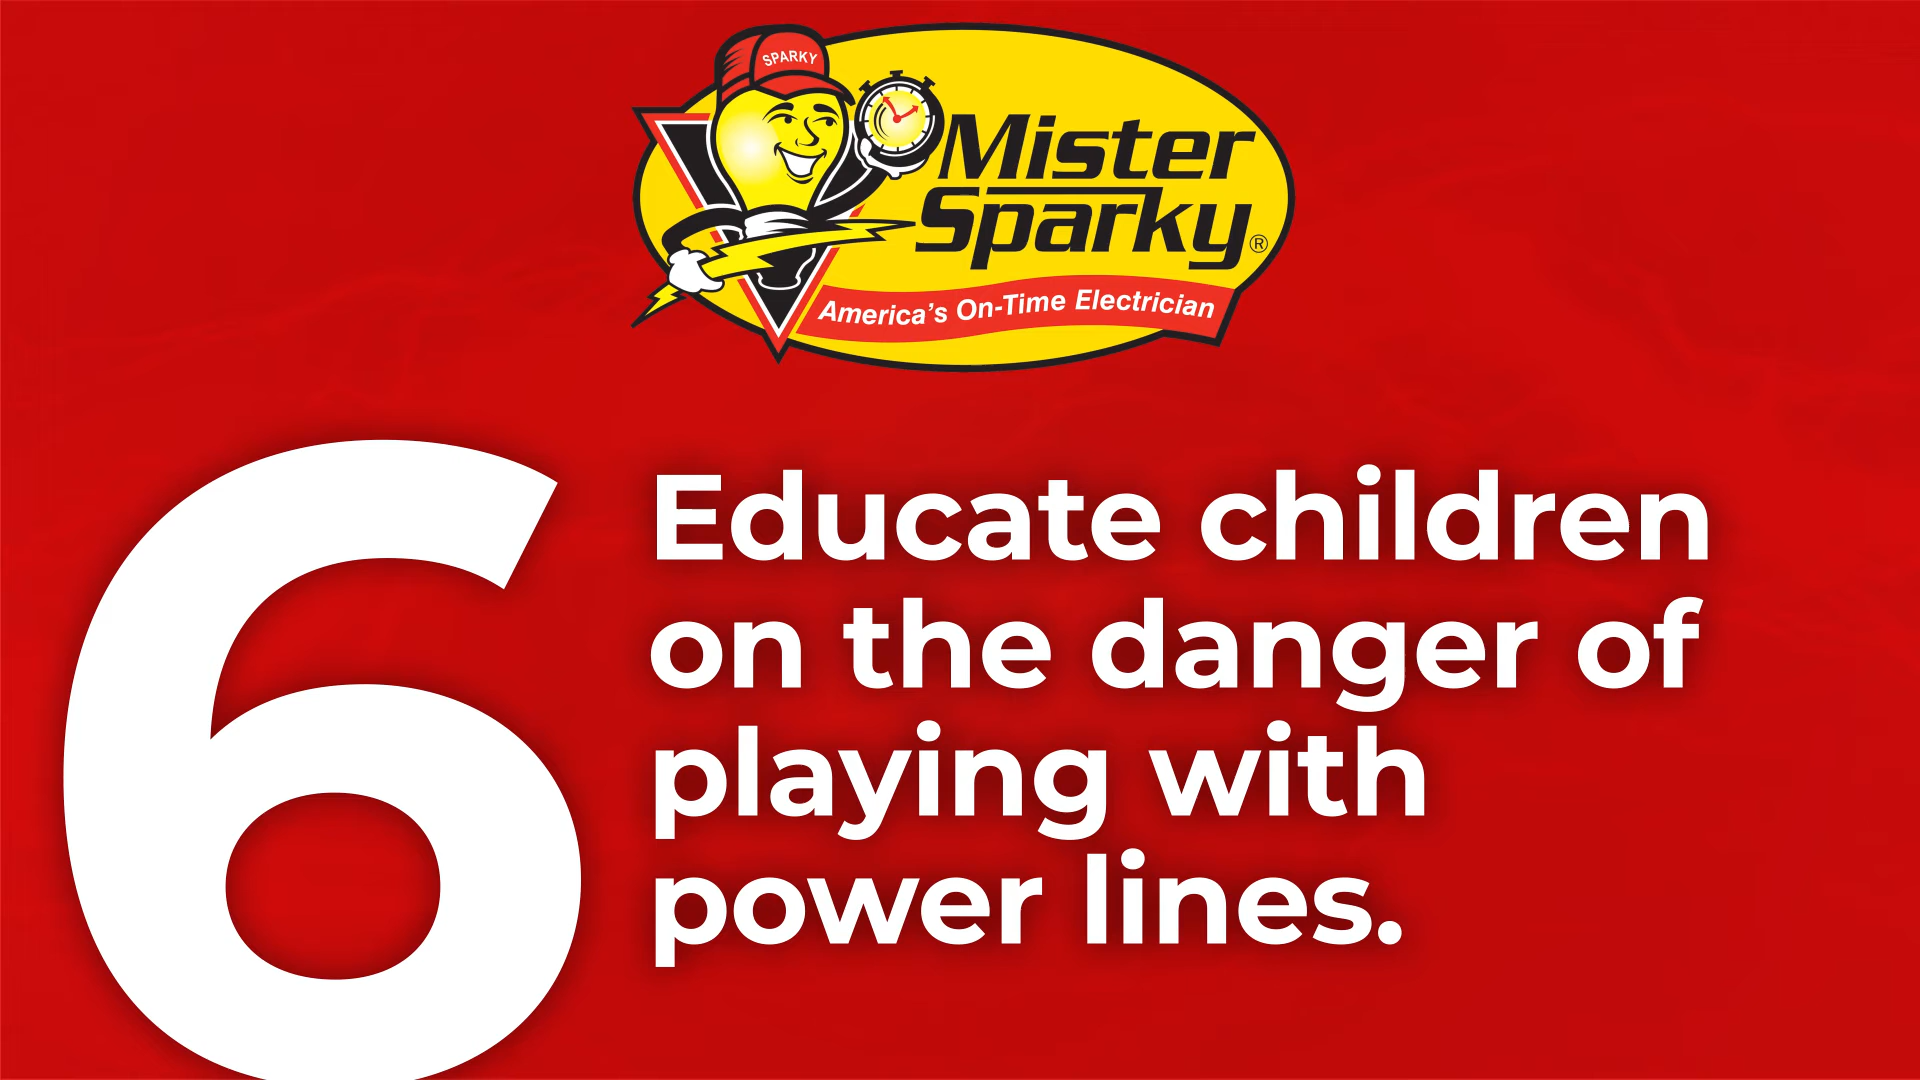 SPARKY
Mister
Sparky®
America's On-Time Electrician
6
Educate children
on the danger of
playing with
power lines.